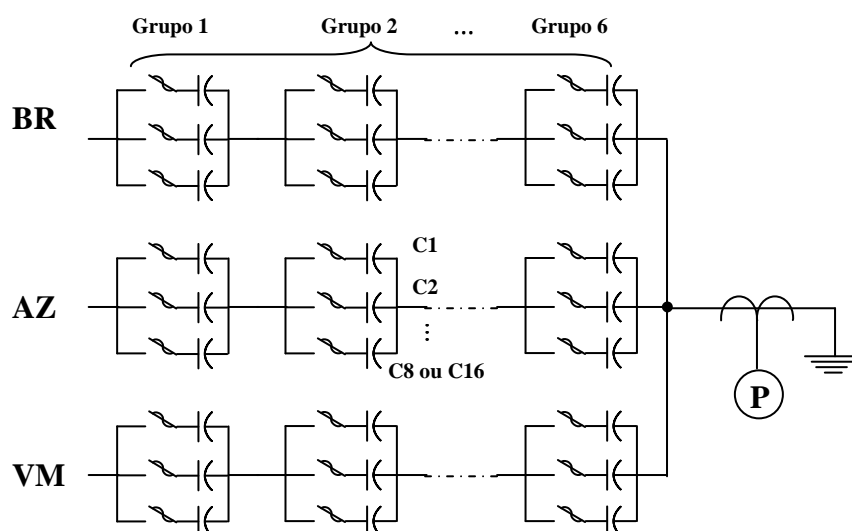 Grupo 1 Grupo 2 ... Grupo 6
BR
C1
AZ
C2
⋮
C8 ou C16
P
VM